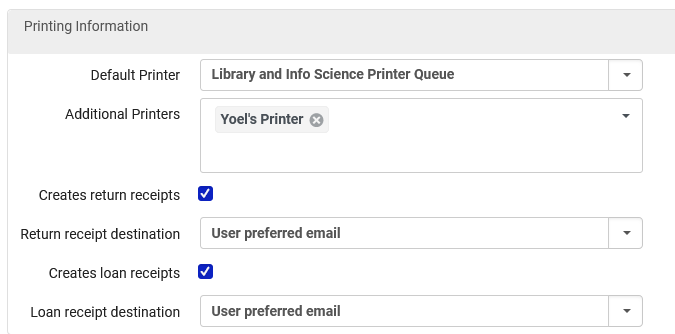 Printing Information
Default Printer Library and Info Science Printer Queue
Additional Printers Yoel's Printer
Creates return receipts
Return receipt destination User preferred email
Creates loan receipts
Loan receipt destination User preferred email